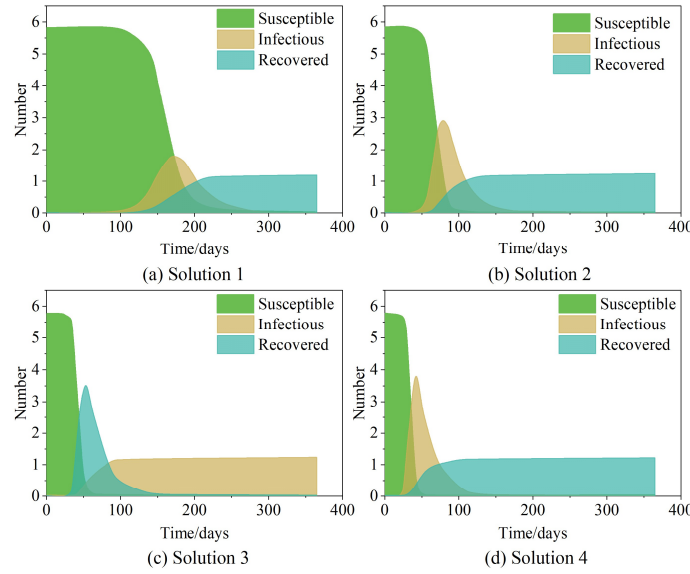 6
5
4
3
2
1
0
Number
Susceptible
Infectious
Recovered
0 100 200 300 400
Time/days
(a) Solution 1
6
5
4
3
2
1
0
Number
Susceptible
Infectious
Recovered
0 100 200 300 400
Time/days
(b) Solution 2
6
5
4
3
2
1
0
Number
Susceptible
Infectious
Recovered
0 100 200 300 400
Time/days
(c) Solution 3
6
5
4
3
2
1
0
Number
Susceptible
Infectious
Recovered
0 100 200 300 400
Time/days
(d) Solution 4